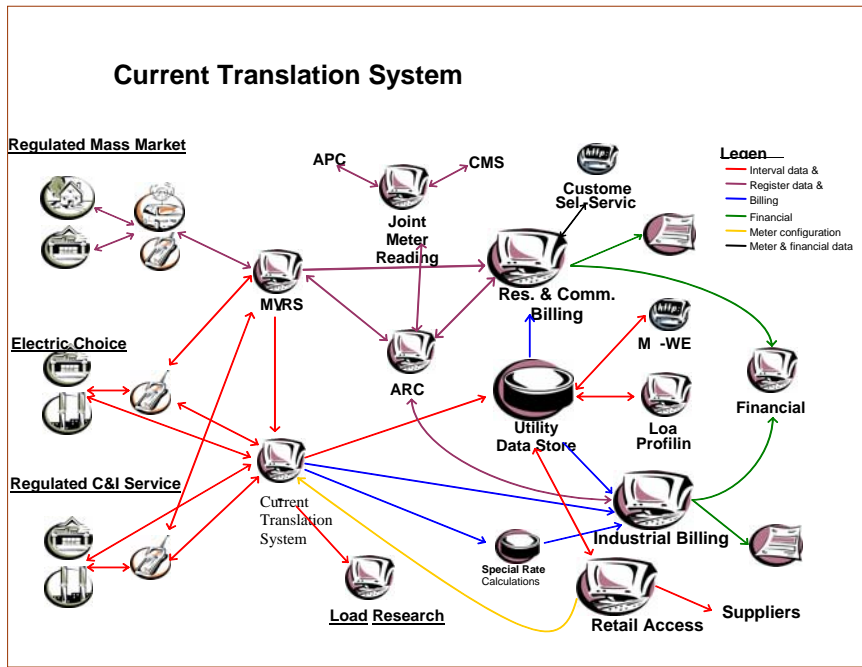 Current Translation System
Regulated Mass Market
APC
CMS
http:
Custome
Sel-Servic
Joint
Meter
Reading
Legen
Interval data &
Register data &
Billing
Financial
Meter configuration
Meter & financial data
MVRS
Res. & Comm.
Billing
http:
M -WE
Electric Choice
ARC
Utility
Data Store
Loa
Profilin
Financial
Regulated C&I Service
Current
Translation
System
Special Rate
Calculations
Industrial Billing
Load Research
Retail Access
Suppliers